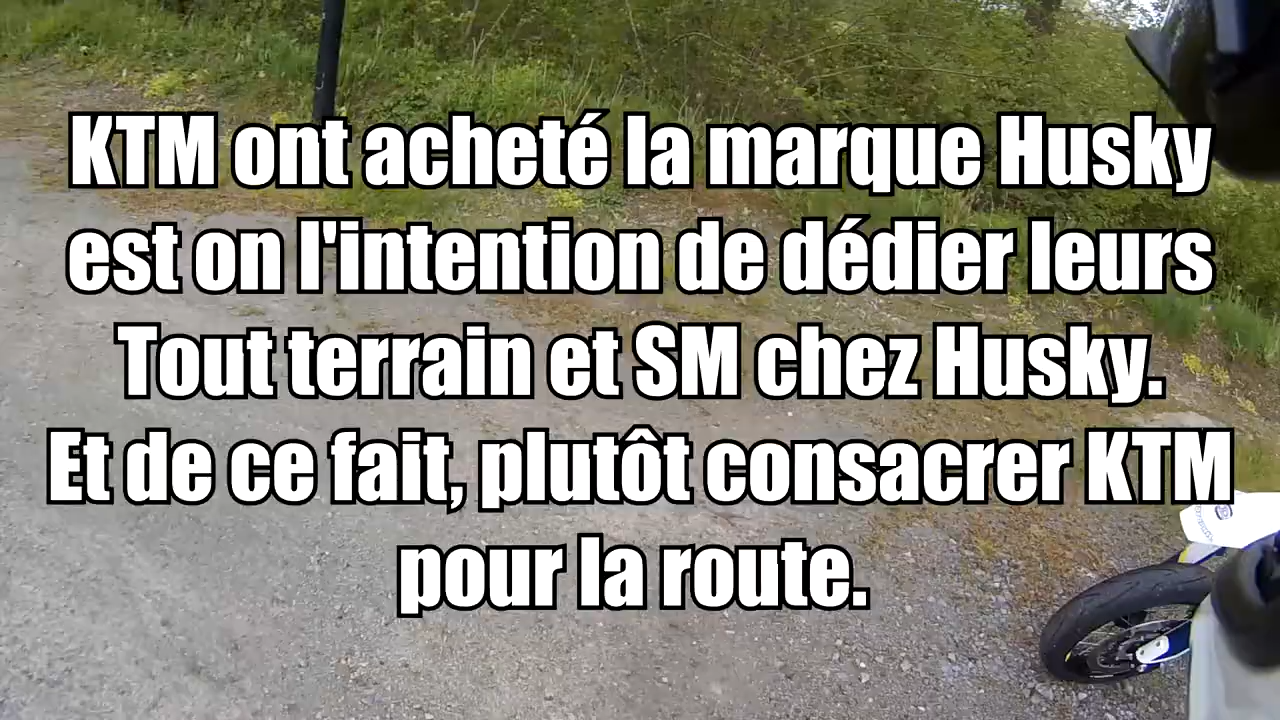 KTM ont acheté la marque Husky
est on l'intention de dédier leurs
Tout terrain et SM chez Husky.
Et de ce fait, plutôt consacrer KTM
pour la route.